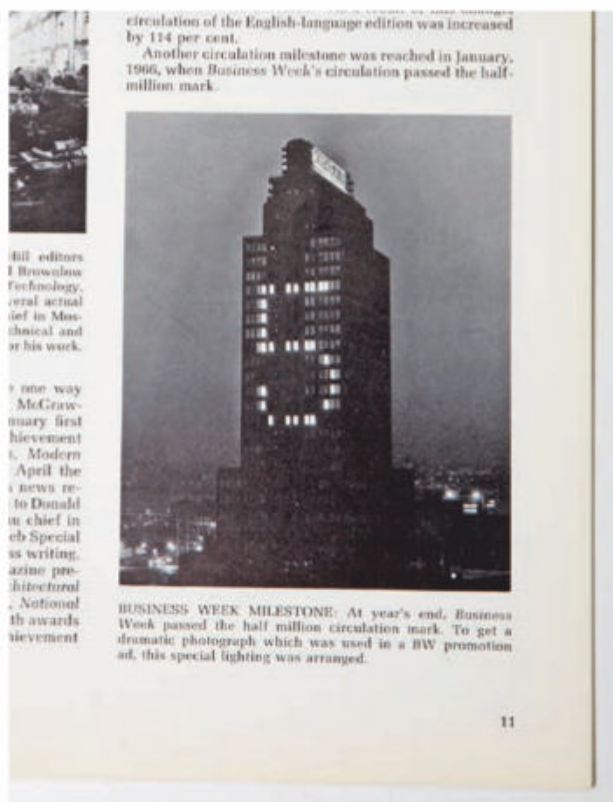 circulation of the English-language edition was increased
by 114 per cent.
Another circulation milestone was reached in January,
1966, when Business Week's circulation passed the half-
million mark.
Hill editors
Brownlow
Technology.
veral actual
ief in Mos-
chnical and
or his work.
one way
McGraw-
nuary first
hievement
Modern
April the
news re-
to Donald
chief in
eb Special
ss writing.
azine pre-
chitectural
National
th awards
hievement
BUSINESS WEEK MILESTONE: At year's end, Business
Week passed the half million circulation mark. To get a
dramatic photograph which was used in a BW promotion
ad, this special lighting was arranged.
11